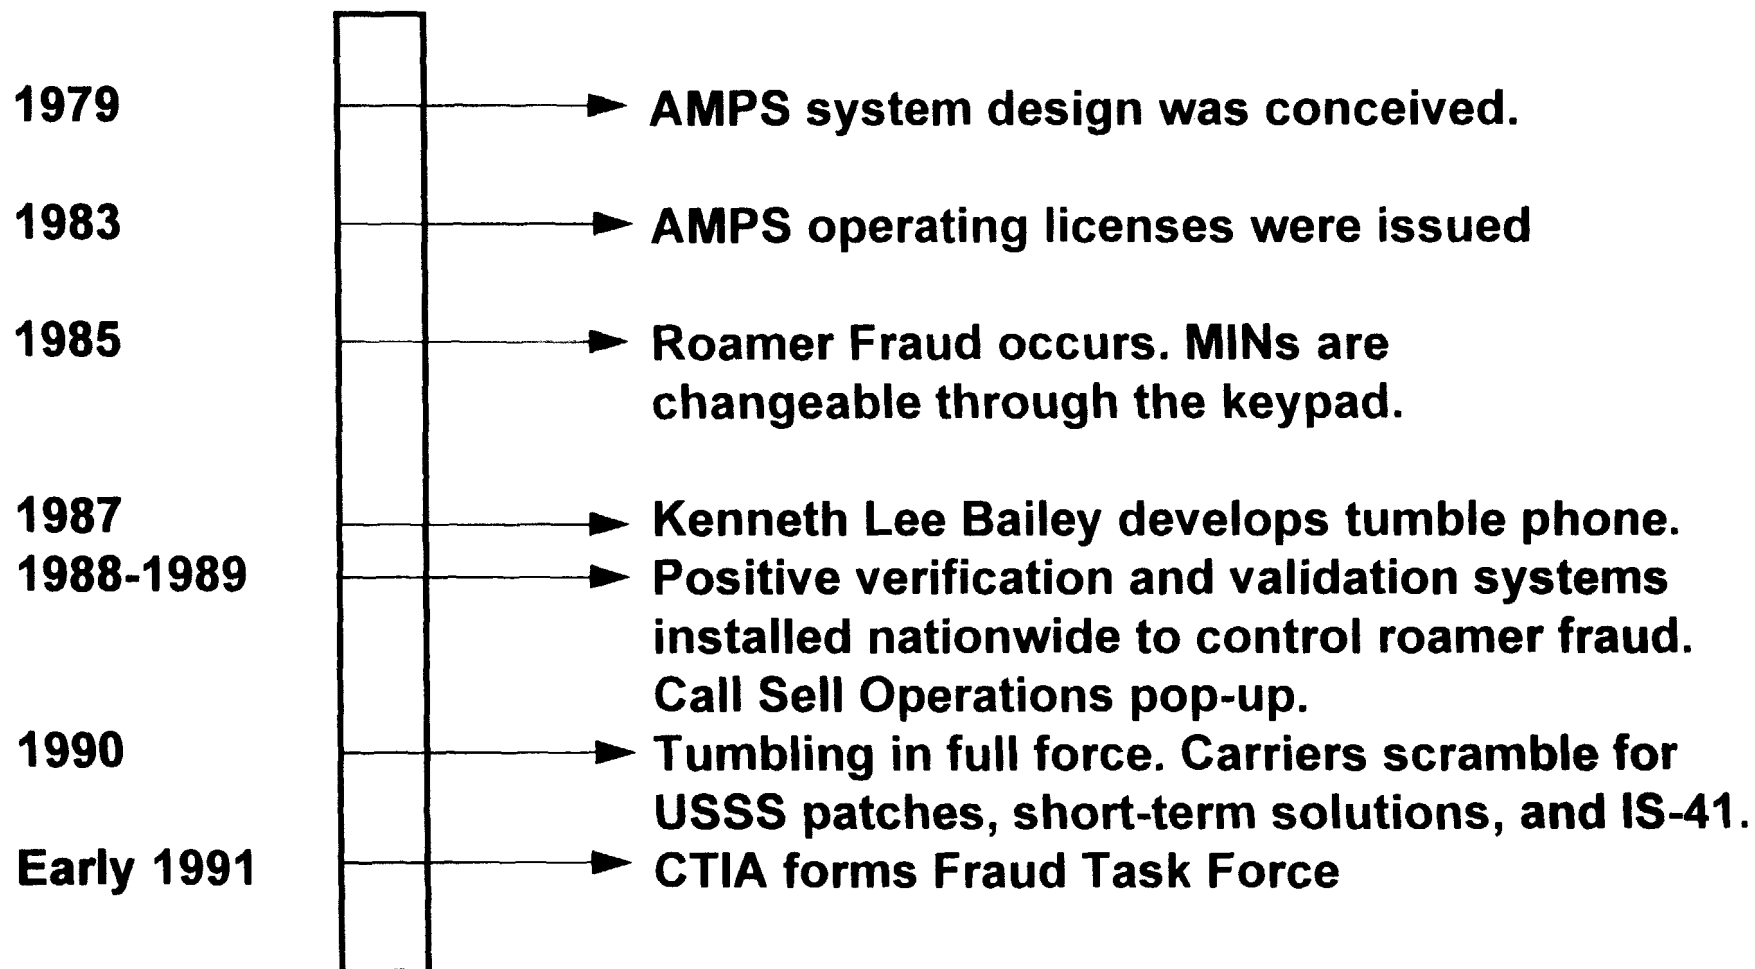 1979 AMPS system design was conceived.
1983 AMPS operating licenses were issued
1985 Roamer Fraud occurs. MINs are
changeable through the keypad.
1987 Kenneth Lee Bailey develops tumble phone.
1988-1989 Positive verification and validation systems
installed nationwide to control roamer fraud.
Call Sell Operations pop-up.
1990 Tumbling in full force. Carriers scramble for
USSS patches, short-term solutions, and IS-41.
Early 1991 CTIA forms Fraud Task Force